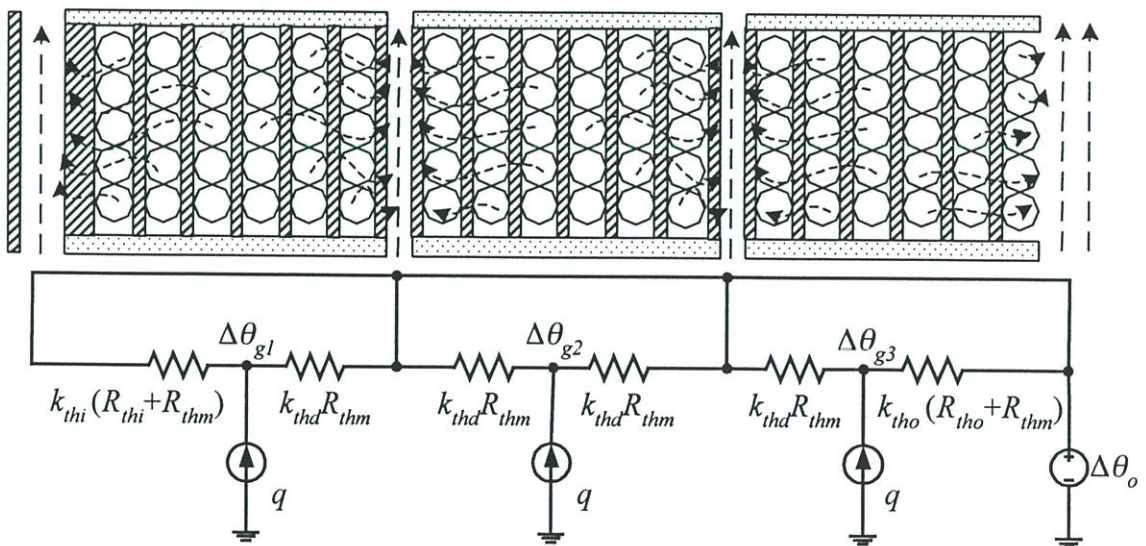 Δθg1
Δθg2
Δθg3
kthi (Rthi+Rthm)
kthdRthm
kthdRthm
kthdRthm
kthdRthm
ktho (Rtho+Rthm)
q
q
q
+
−
Δθo